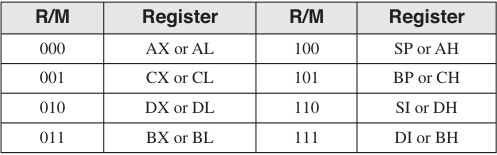 R/M Register R/M Register
000 AX or AL 100 SP or AH
001 CX or CL 101 BP or CH
010 DX or DL 110 SI or DH
011 BX or BL 111 DI or BH